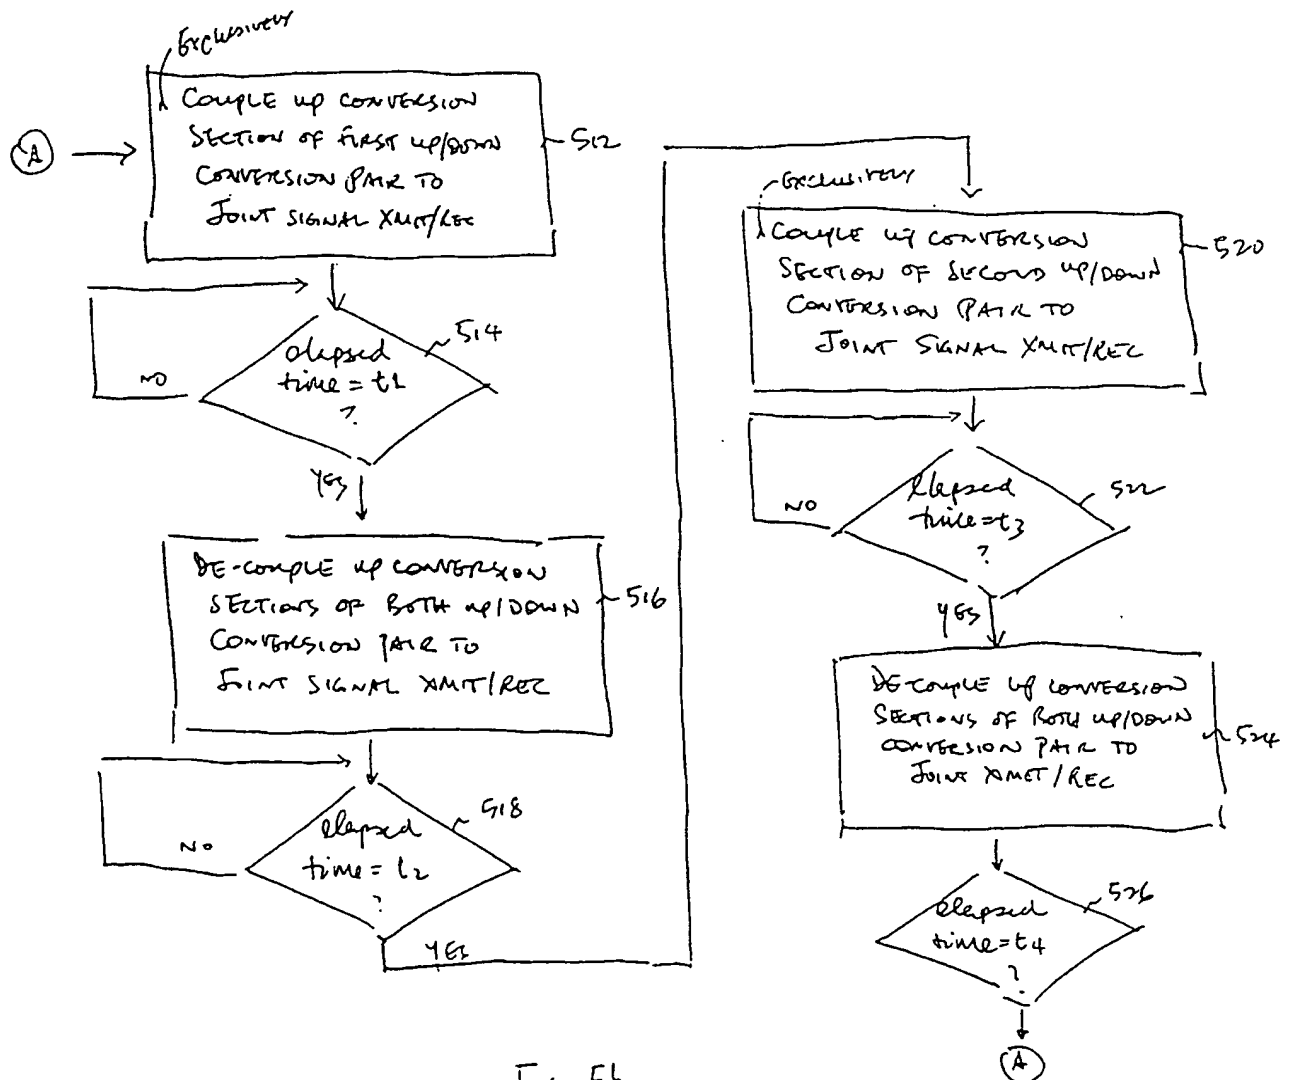 Exclusively
A
COUPLE UP CONVERSION
SECTION OF FIRST UP/DOWN
CONVERSION PAIR TO
JOINT SIGNAL XMIT/REC
512
elapsed
time = t1
?
514
NO
YES
DE-COUPLE UP CONVERSION
SECTIONS OF BOTH UP/DOWN
CONVERSION PAIR TO
JOINT SIGNAL XMIT/REC
516
elapsed
time = t2
?
518
NO
YES
EXCLUSIVELY
COUPLE UP CONVERSION
SECTION OF SECOND UP/DOWN
CONVERSION PAIR TO
JOINT SIGNAL XMIT/REC
520
elapsed
time = t3
?
522
NO
YES
DE-COUPLE UP CONVERSION
SECTIONS OF BOTH UP/DOWN
CONVERSION PAIR TO
JOINT XMET/REC
524
elapsed
time = t4
?
526
A